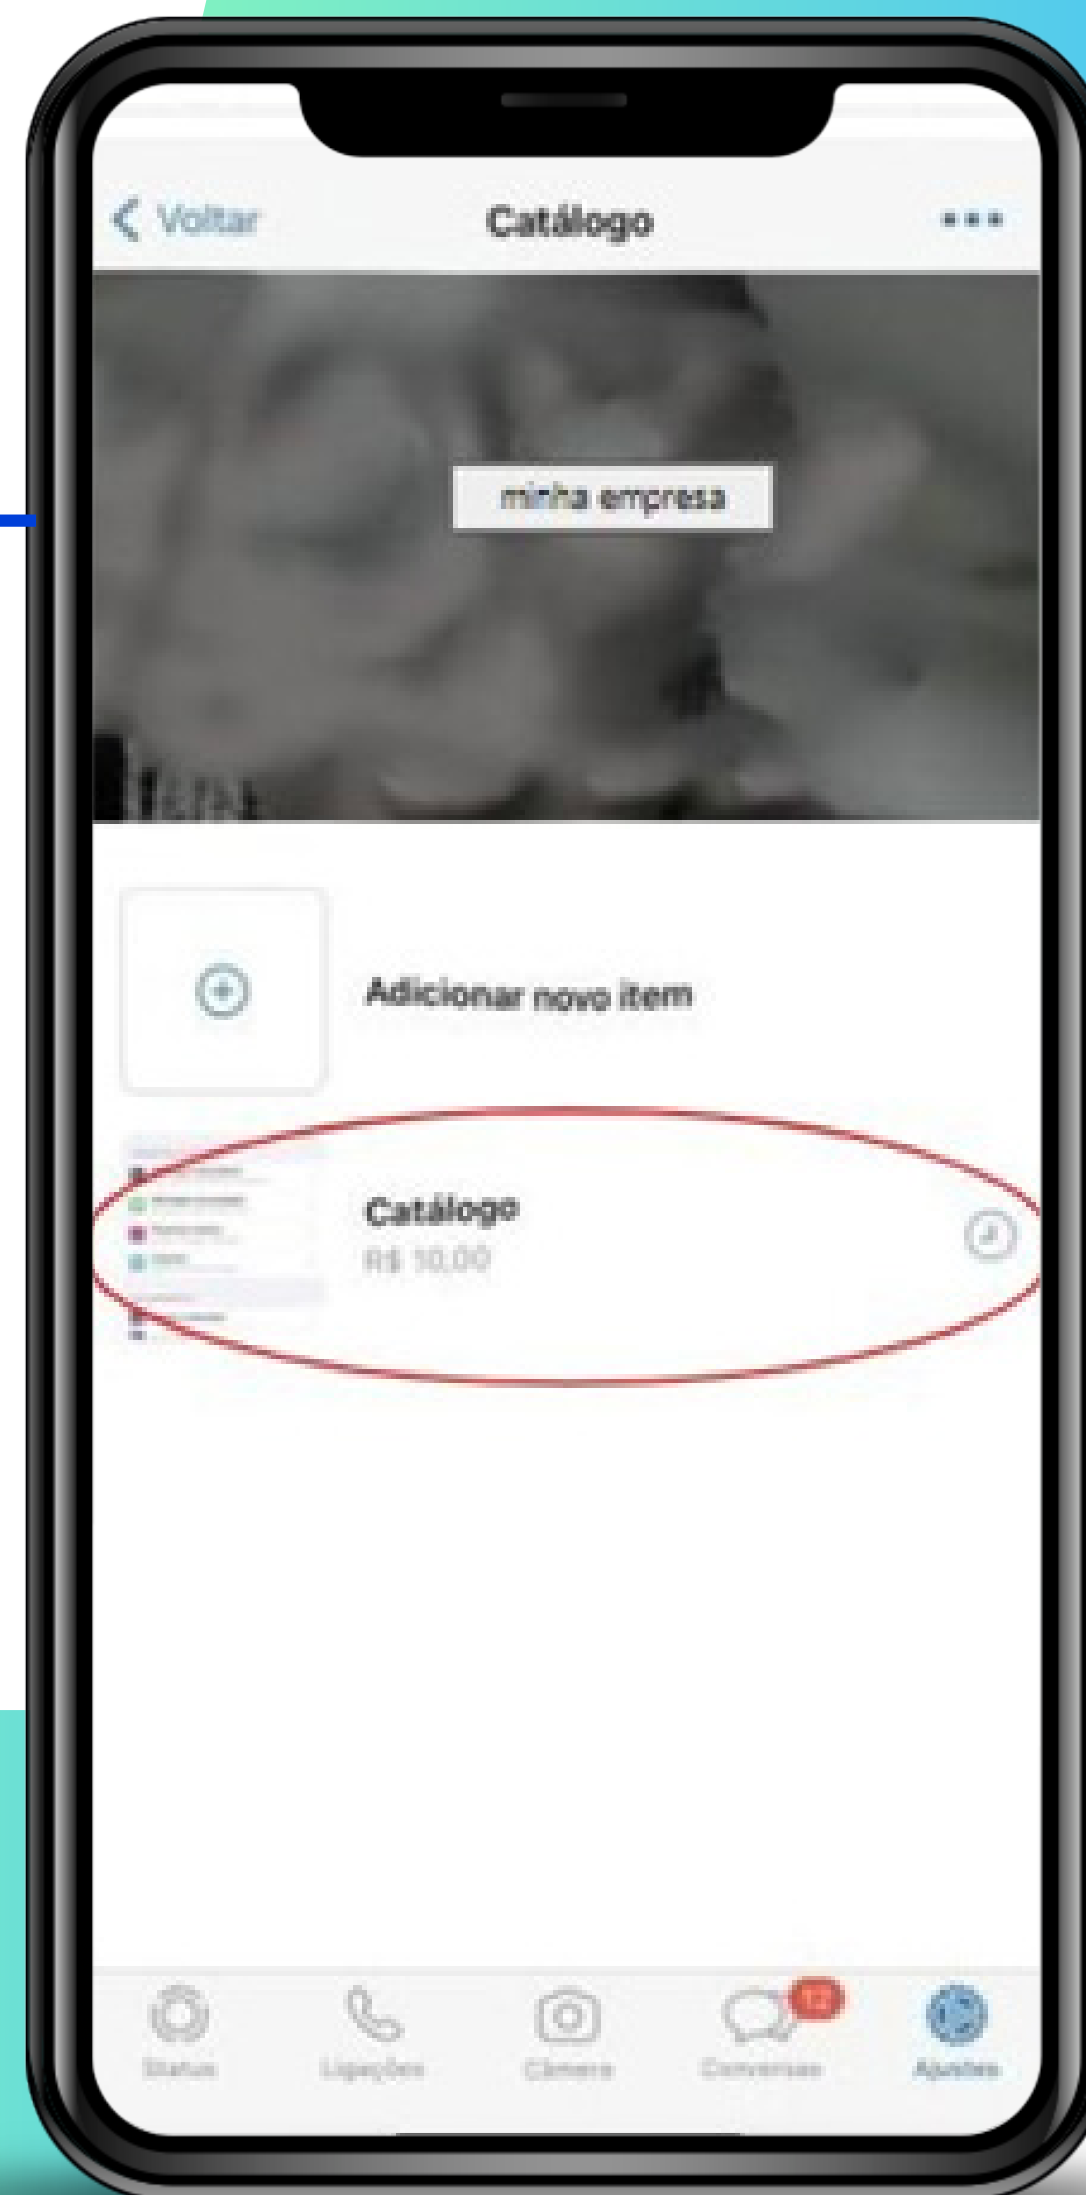 Voltar
Catálogo
minha empresa
Adicionar novo item
Catálogo
R$ 10,00
Status
Ligações
Câmera
Conversas
Ajustes